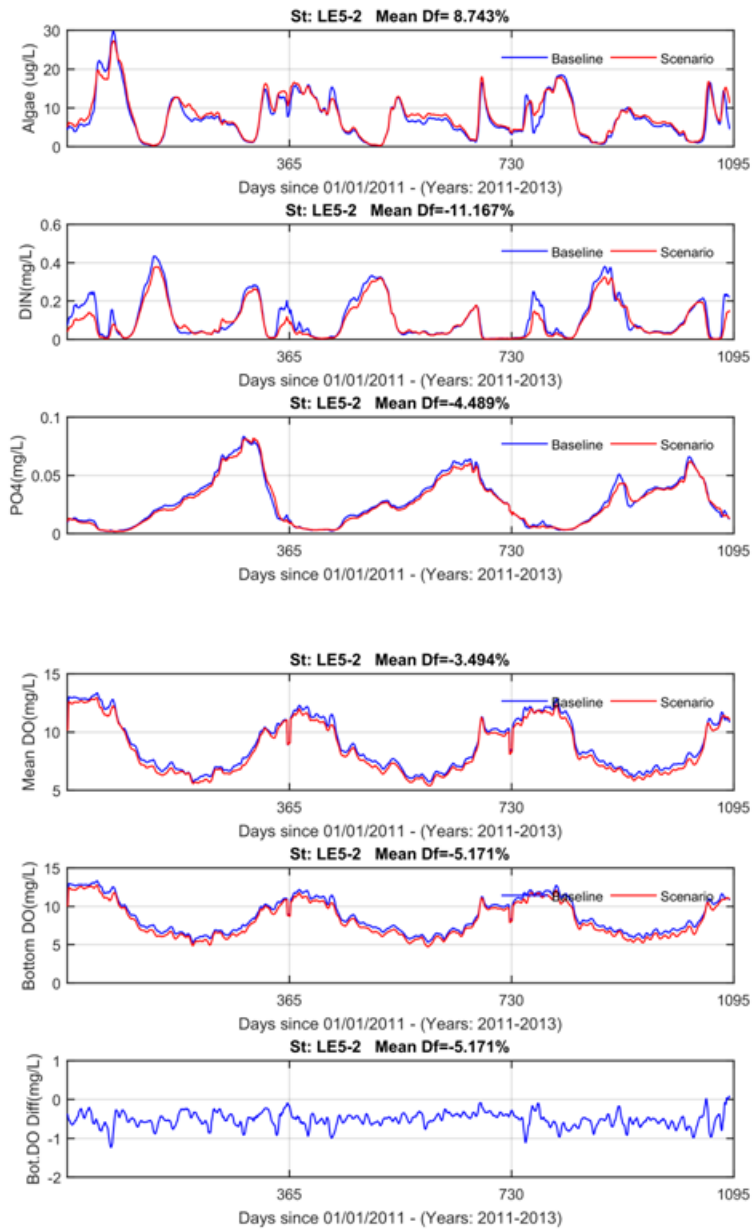 St: LE5-2 Mean Df= 8.743%
Algae (ug/L)
30
20
10
0
Baseline
Scenario
365
730
1095
Days since 01/01/2011 - (Years: 2011-2013)
St: LE5-2 Mean Df=-11.167%
DIN(mg/L)
0.6
0.4
0.2
0
Baseline
Scenario
365
730
1095
Days since 01/01/2011 - (Years: 2011-2013)
St: LE5-2 Mean Df=-4.489%
PO4(mg/L)
0.1
0.05
0
Baseline
Scenario
365
730
1095
Days since 01/01/2011 - (Years: 2011-2013)
St: LE5-2 Mean Df=-3.494%
Mean DO(mg/L)
15
10
5
Baseline
Scenario
365
730
1095
Days since 01/01/2011 - (Years: 2011-2013)
St: LE5-2 Mean Df=-5.171%
Bottom DO(mg/L)
15
10
5
0
Baseline
Scenario
365
730
1095
Days since 01/01/2011 - (Years: 2011-2013)
St: LE5-2 Mean Df=-5.171%
Bot.DO Diff(mg/L)
1
0
-1
-2
365
730
1095
Days since 01/01/2011 - (Years: 2011-2013)